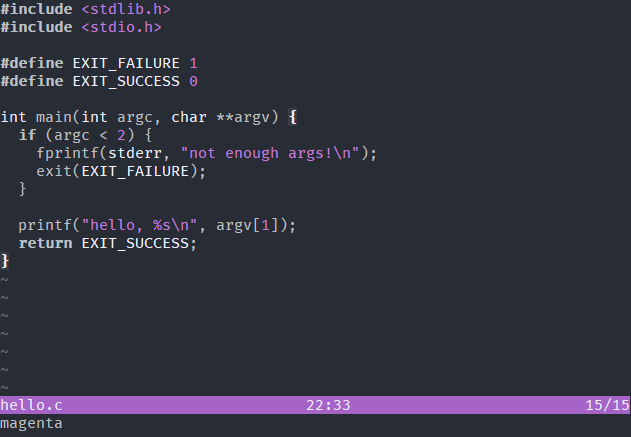 #include <stdlib.h>
#include <stdio.h>

#define EXIT_FAILURE 1
#define EXIT_SUCCESS 0

int main(int argc, char **argv) {
  if (argc < 2) {
    fprintf(stderr, "not enough args!\n");
    exit(EXIT_FAILURE);
  }

  printf("hello, %s\n", argv[1]);
  return EXIT_SUCCESS;
}
~
~
~
~
~
~
~
hello.c 22:33 15/15
magenta